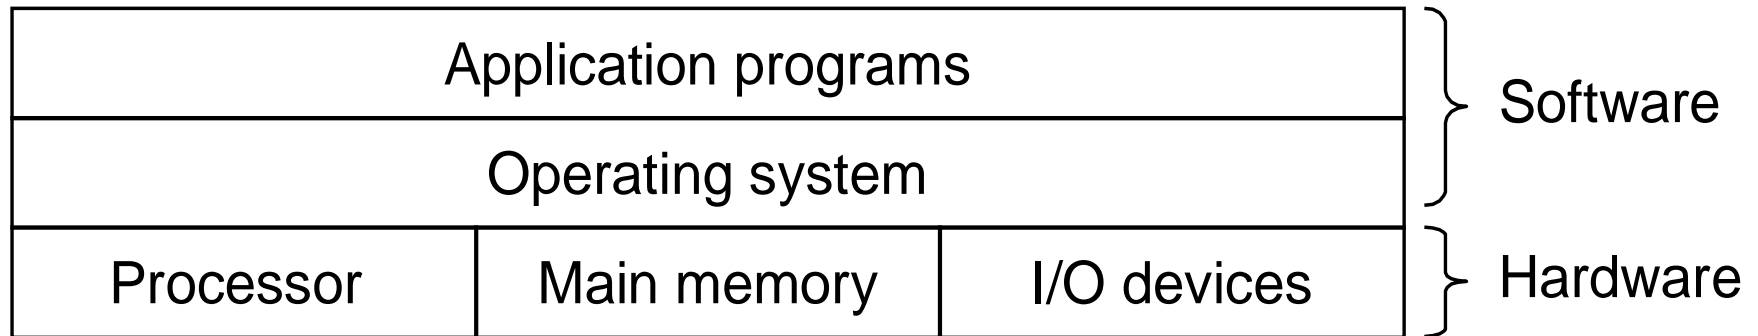 Application programs
Software
Operating system
Processor Main memory I/O devices Hardware